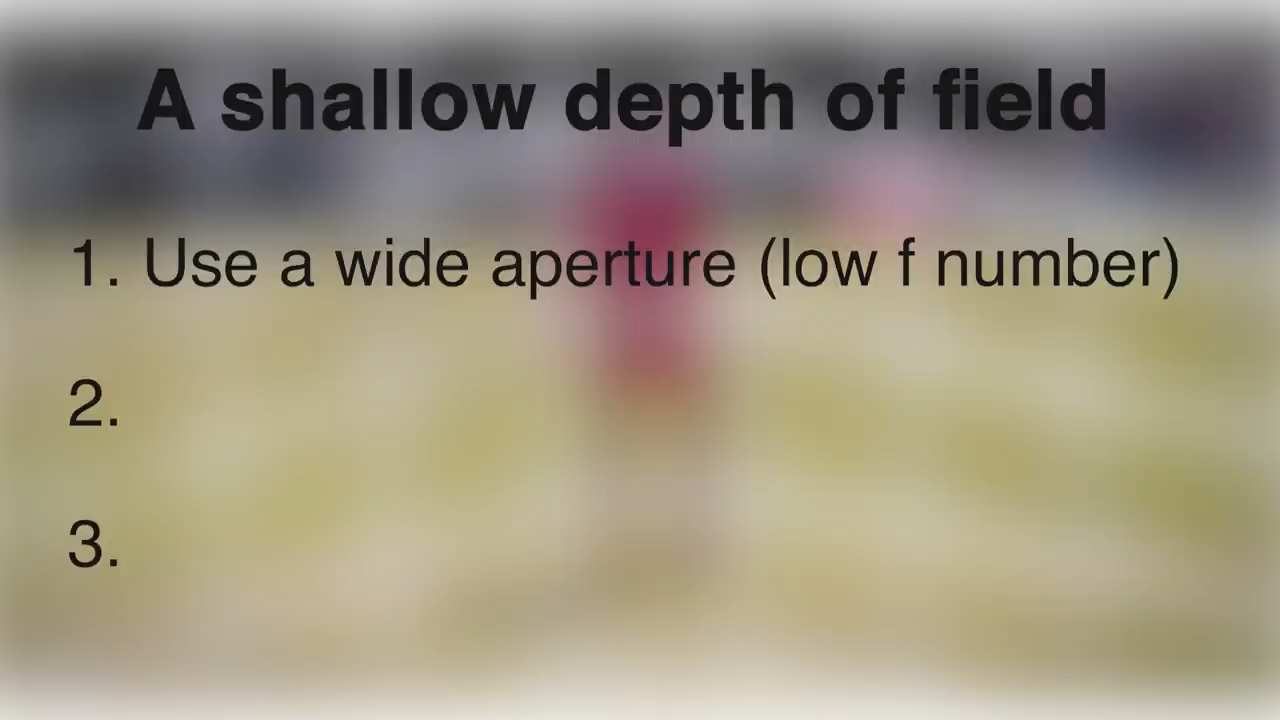 A shallow depth of field
1. Use a wide aperture (low f number)
2.
3.